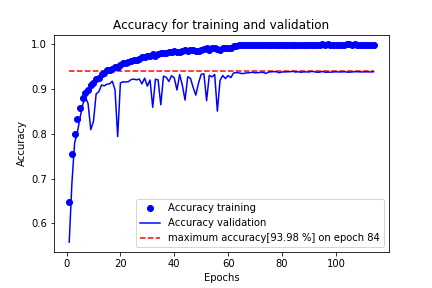 Accuracy for training and validation
1.0
0.9
0.8
0.7
0.6
Accuracy
Accuracy training
Accuracy validation
maximum accuracy[93.98 %] on epoch 84
0 20 40 60 80 100
Epochs